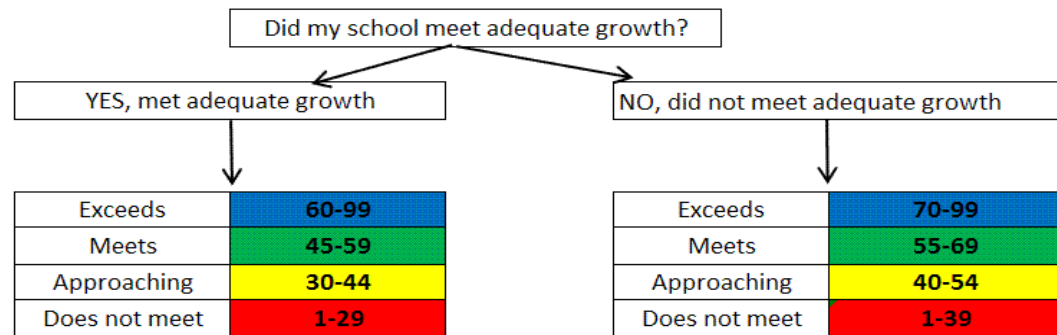 Did my school meet adequate growth?
YES, met adequate growth
NO, did not meet adequate growth
Exceeds 60-99
Meets 45-59
Approaching 30-44
Does not meet 1-29
Exceeds 70-99
Meets 55-69
Approaching 40-54
Does not meet 1-39